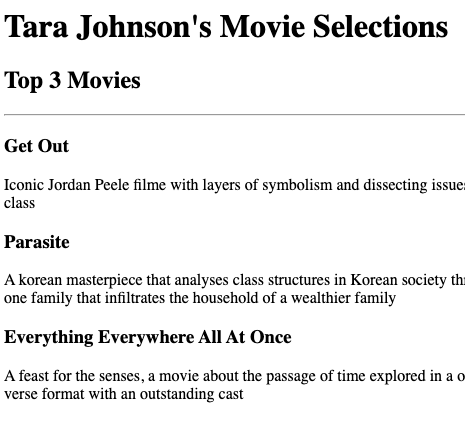 Tara Johnson's Movie Selections
Top 3 Movies
Get Out
Iconic Jordan Peele filme with layers of symbolism and dissecting
class
Parasite
A korean masterpiece that analyses class structures in Korean society
one family that infiltrates the household of a wealthier family
Everything Everywhere All At Once
A feast for the senses, a movie about the passage of time explored in a
verse format with an outstanding cast